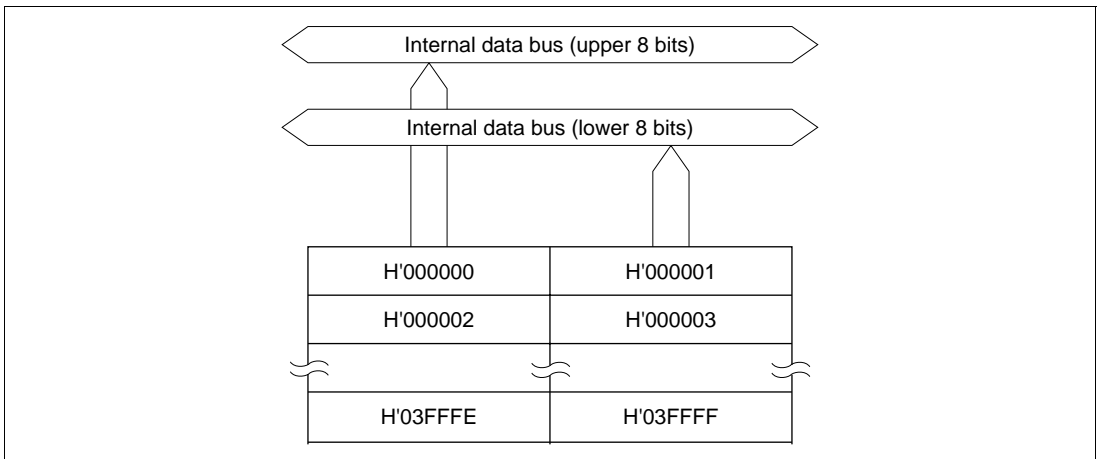 Internal data bus (upper 8 bits)
Internal data bus (lower 8 bits)
H'000000 H'000001
H'000002 H'000003
H'03FFFE H'03FFFF